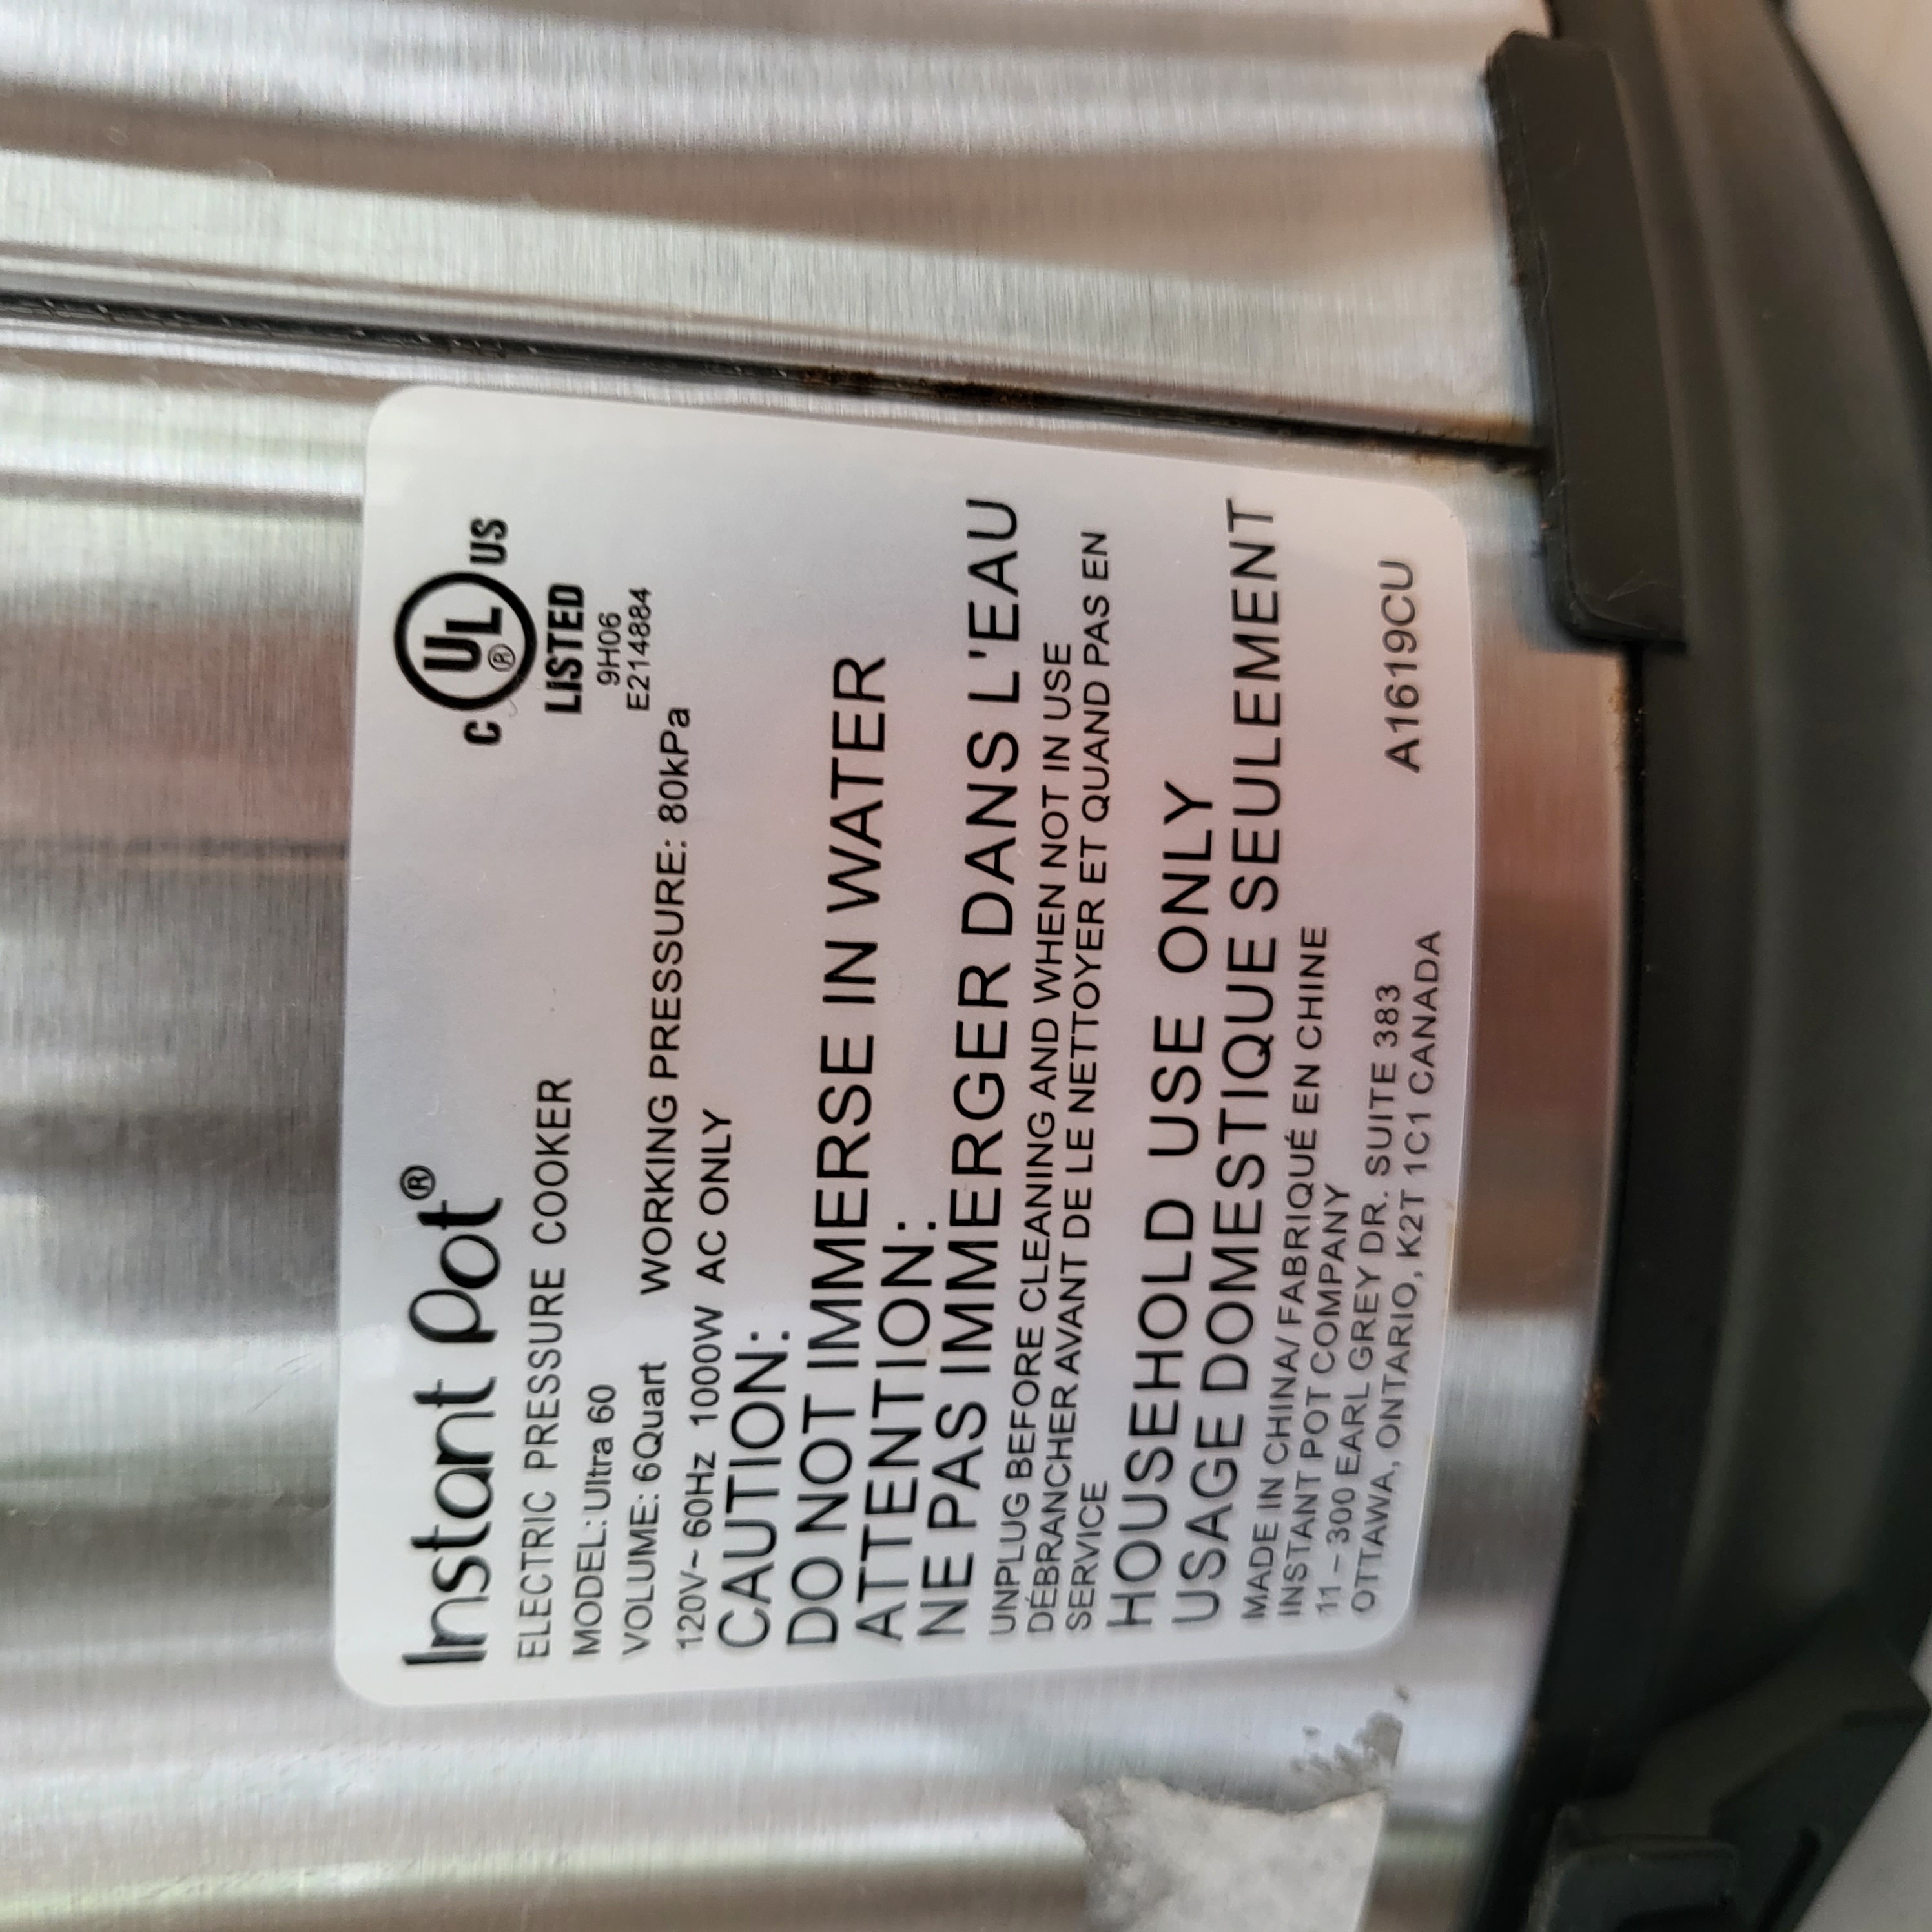 Instant Pot®
C UL® US
LISTED
9H06
E214884
ELECTRIC PRESSURE COOKER
MODEL: Ultra 60
VOLUME: 6Quart WORKING PRESSURE: 80kPa
120V~ 60Hz 1000W AC ONLY
CAUTION:
DO NOT IMMERSE IN WATER
ATTENTION:
NE PAS IMMERGER DANS L'EAU
UNPLUG BEFORE CLEANING AND WHEN NOT IN USE
DÉBRANCHER AVANT DE LE NETTOYER ET QUAND PAS EN
SERVICE
HOUSEHOLD USE ONLY
USAGE DOMESTIQUE SEULEMENT
MADE IN CHINA/FABRIQUÉ EN CHINE
INSTANT POT COMPANY
11 – 300 EARL GREY DR. SUITE 383
OTTAWA, ONTARIO, K2T 1C1 CANADA
A1619CU